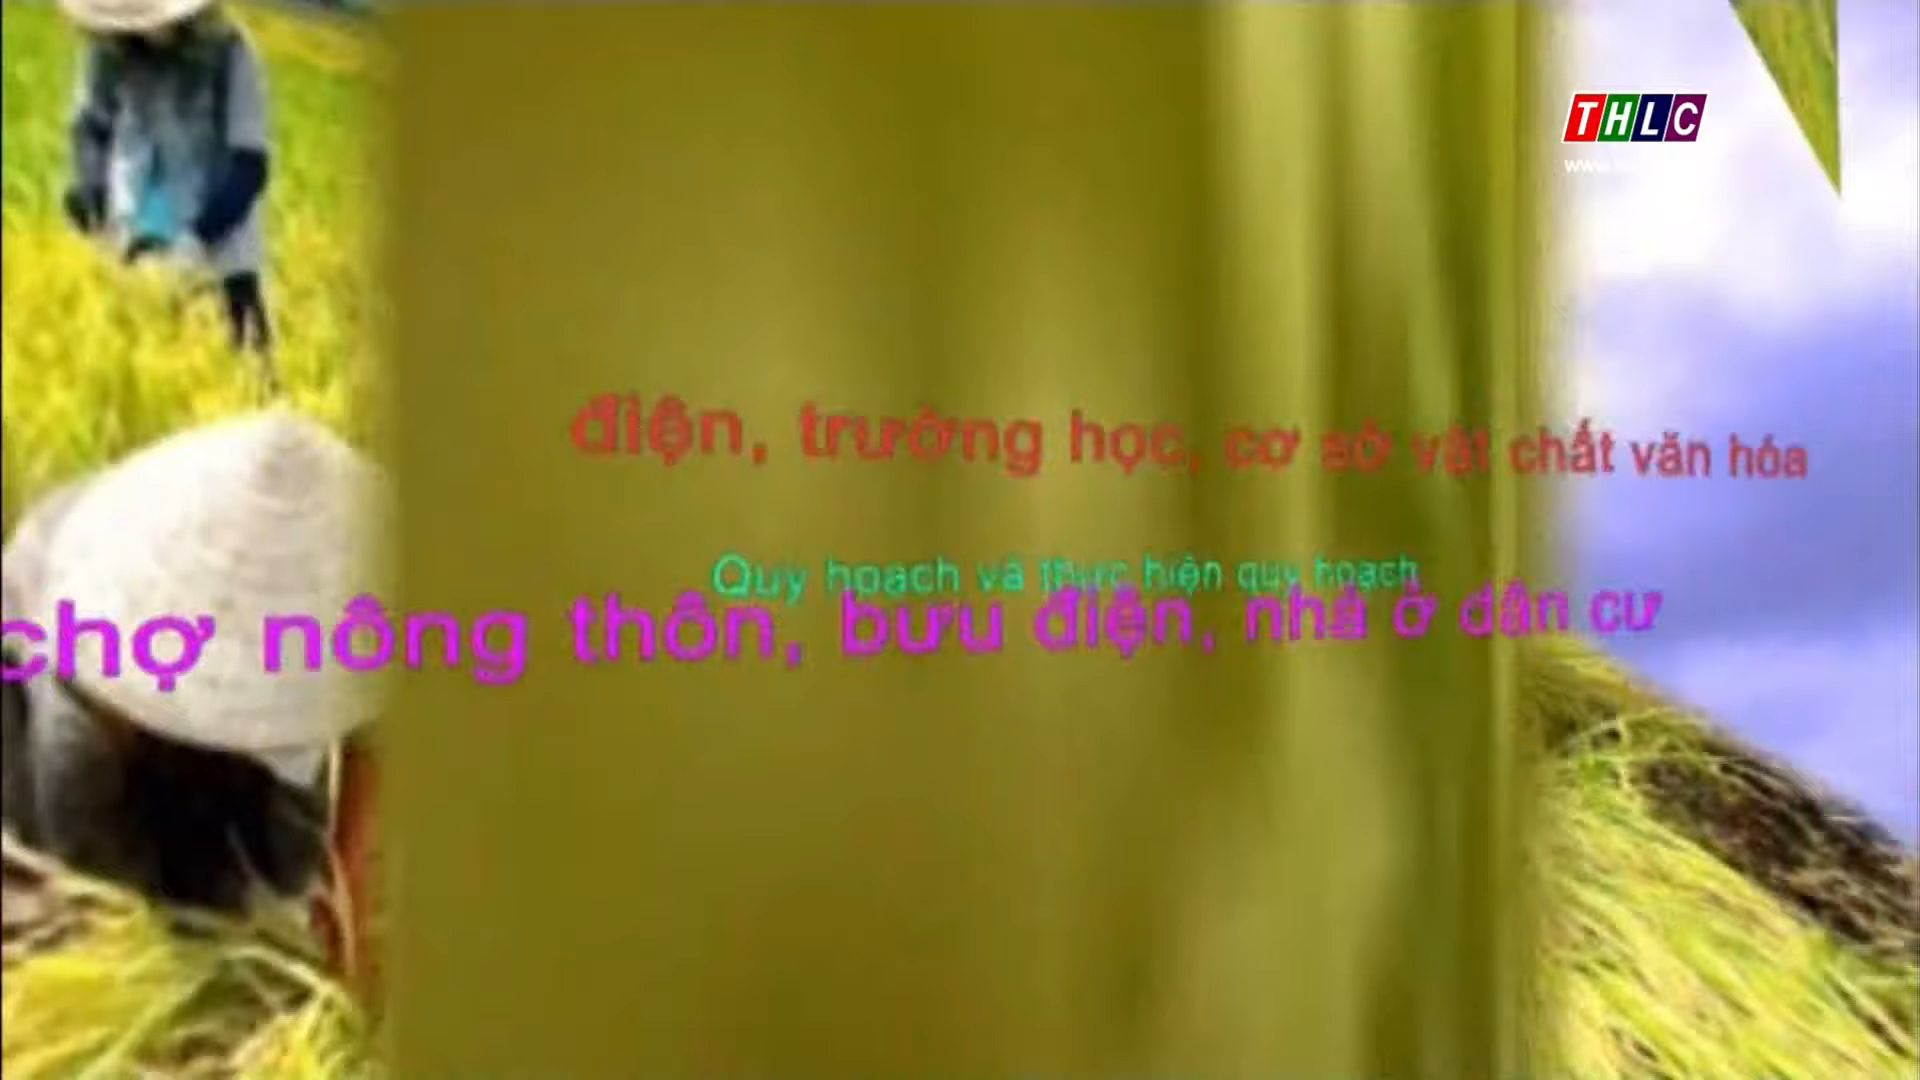 THLC
điện, trường học, cơ sở vật chất văn hóa
Quy hoạch và thực hiện quy hoạch
chợ nông thôn, bưu điện, nhà ở dân cư